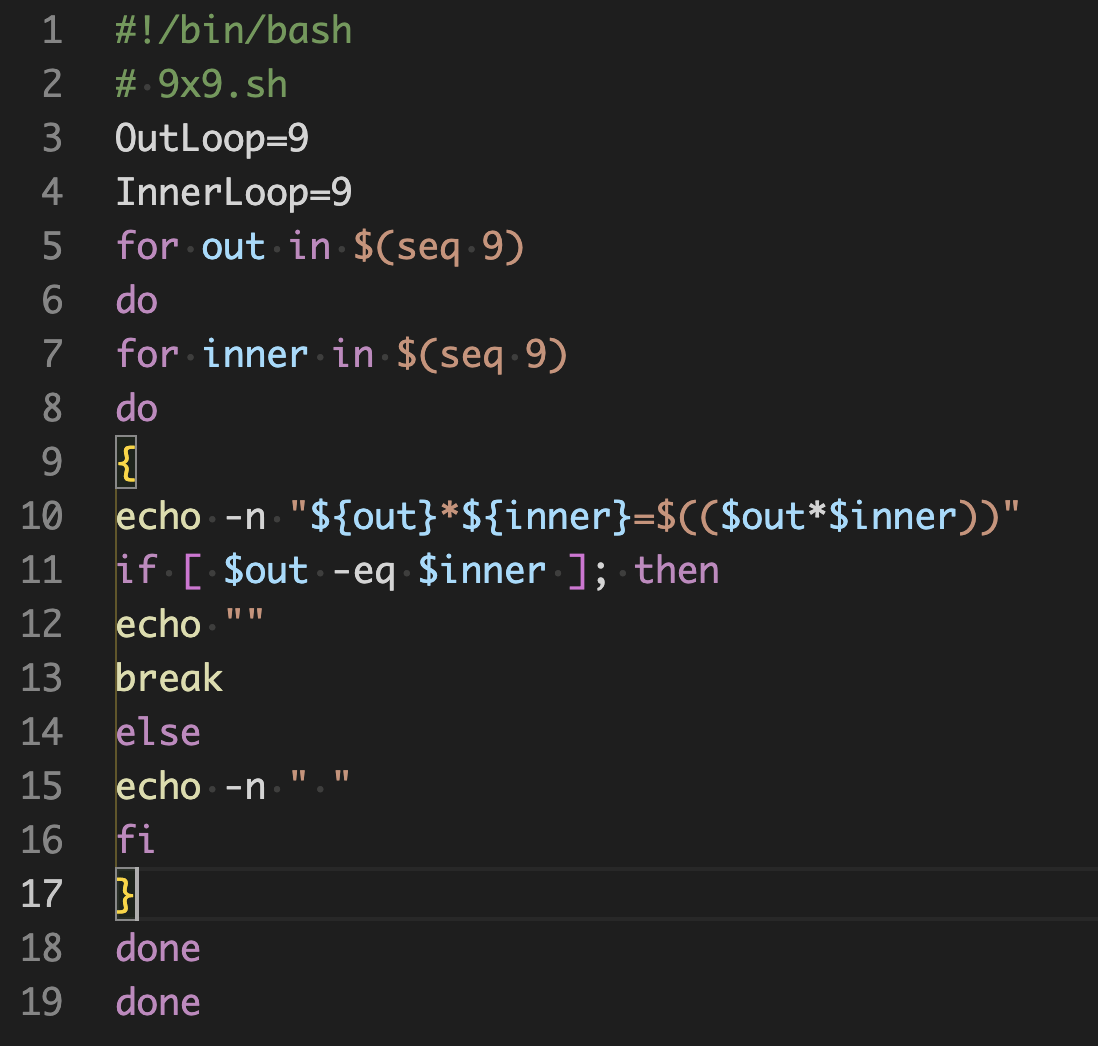 1 #!/bin/bash
2 # 9x9.sh
3 OutLoop=9
4 InnerLoop=9
5 for out in $(seq 9)
6 do
7 for inner in $(seq 9)
8 do
9 {
10 echo -n "${out}*${inner}=$(($out*$inner))"
11 if [ $out -eq $inner ]; then
12 echo ""
13 break
14 else
15 echo -n " "
16 fi
17 }
18 done
19 done